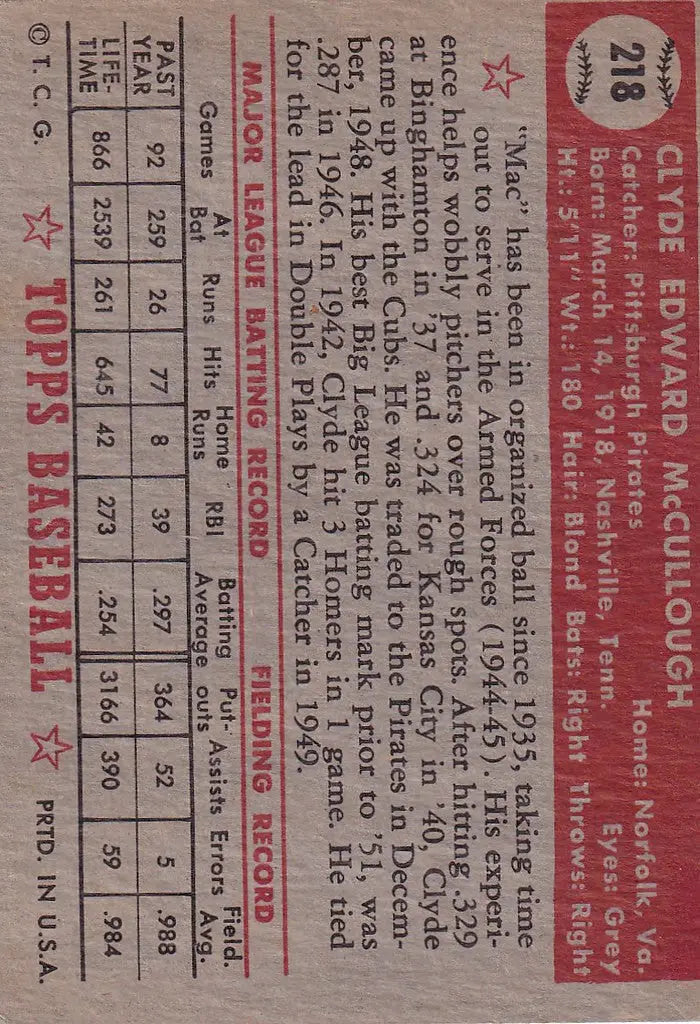 218
CLYDE EDWARD McCULLOUGH
Catcher: Pittsburgh Pirates Home: Norfolk, Va.
Born: March 14, 1918, Nashville, Tenn. Eyes: Grey
Ht.: 5'11" Wt.: 180 Hair: Blond Bats: Right Throws: Right
"Mac" has been in organized ball since 1935, taking time
out to serve in the Armed Forces (1944-45). His experi-
ence helps wobbly pitchers over rough spots. After hitting .329
at Binghamton in '37 and .324 for Kansas City in '40, Clyde
came up with the Cubs. He was traded to the Pirates in Decem-
ber, 1948. His best Big League batting mark prior to '51, was
.287 in 1946. In 1942, Clyde hit 3 Homers in 1 game. He tied
for the lead in Double Plays by a Catcher in 1949.
MAJOR LEAGUE BATTING RECORD FIELDING RECORD
Games At Bat Runs Hits Home Runs RBI Batting Average Put-outs Assists Errors Field. Avg.
PAST YEAR 92 259 26 77 8 39 .297 364 52 5 .988
LIFE-TIME 866 2539 261 645 42 273 .254 3166 390 59 .984
© T. C. G. TOPPS BASEBALL PRTD. IN U.S.A.